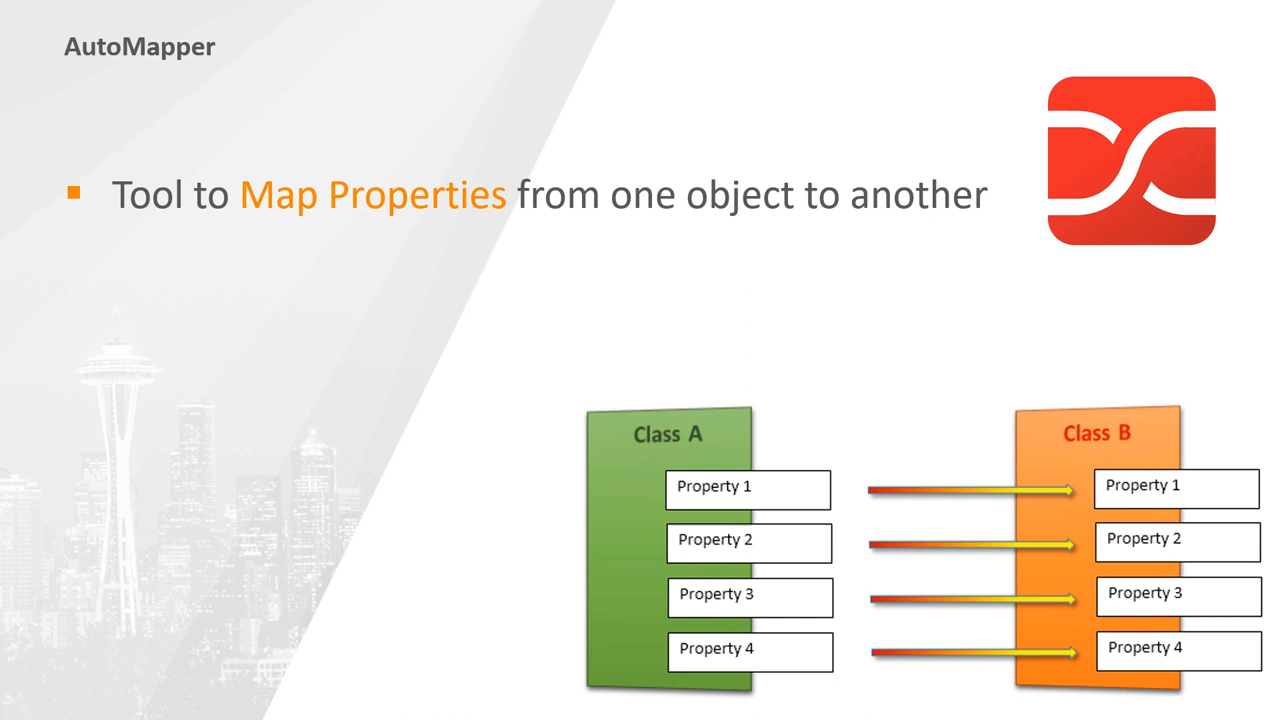 AutoMapper
▪ Tool to Map Properties from one object to another
Class A
Property 1
Property 2
Property 3
Property 4
Class B
Property 1
Property 2
Property 3
Property 4